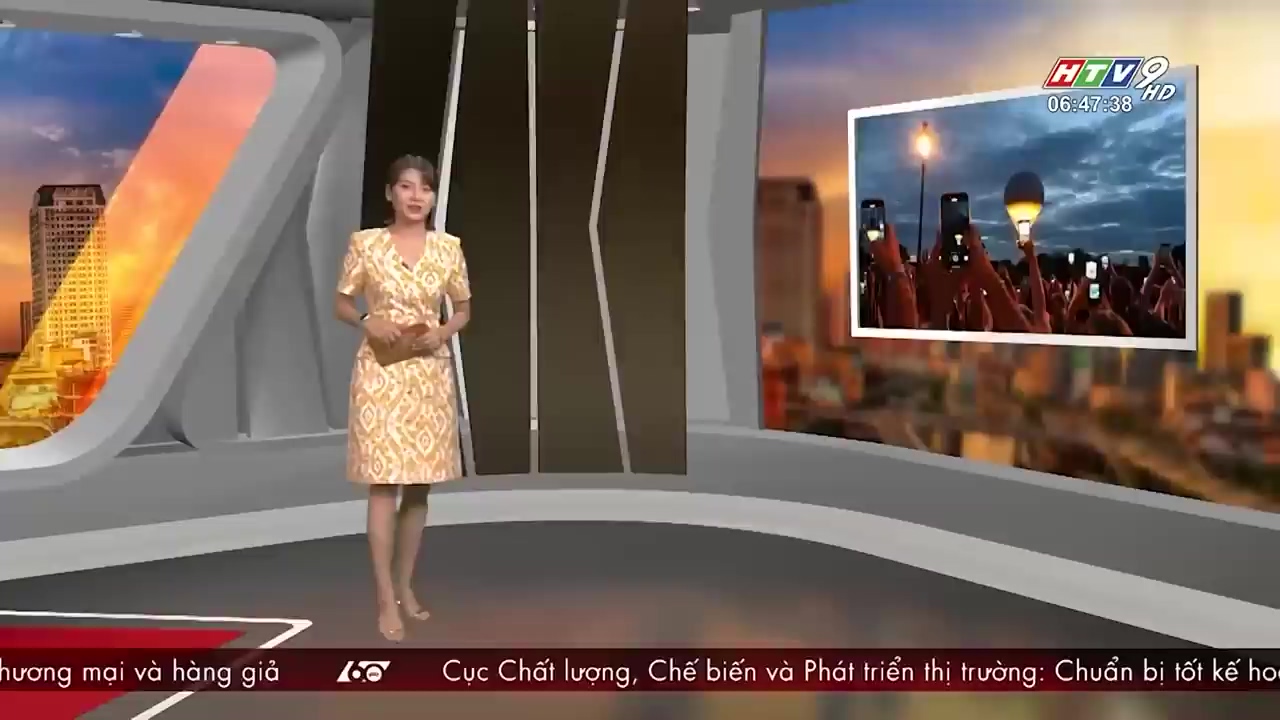 HTV9
HD
06:47:38
hương mại và hàng giả
60
Cục Chất lượng, Chế biến và Phát triển thị trường: Chuẩn bị tốt kế hoạ